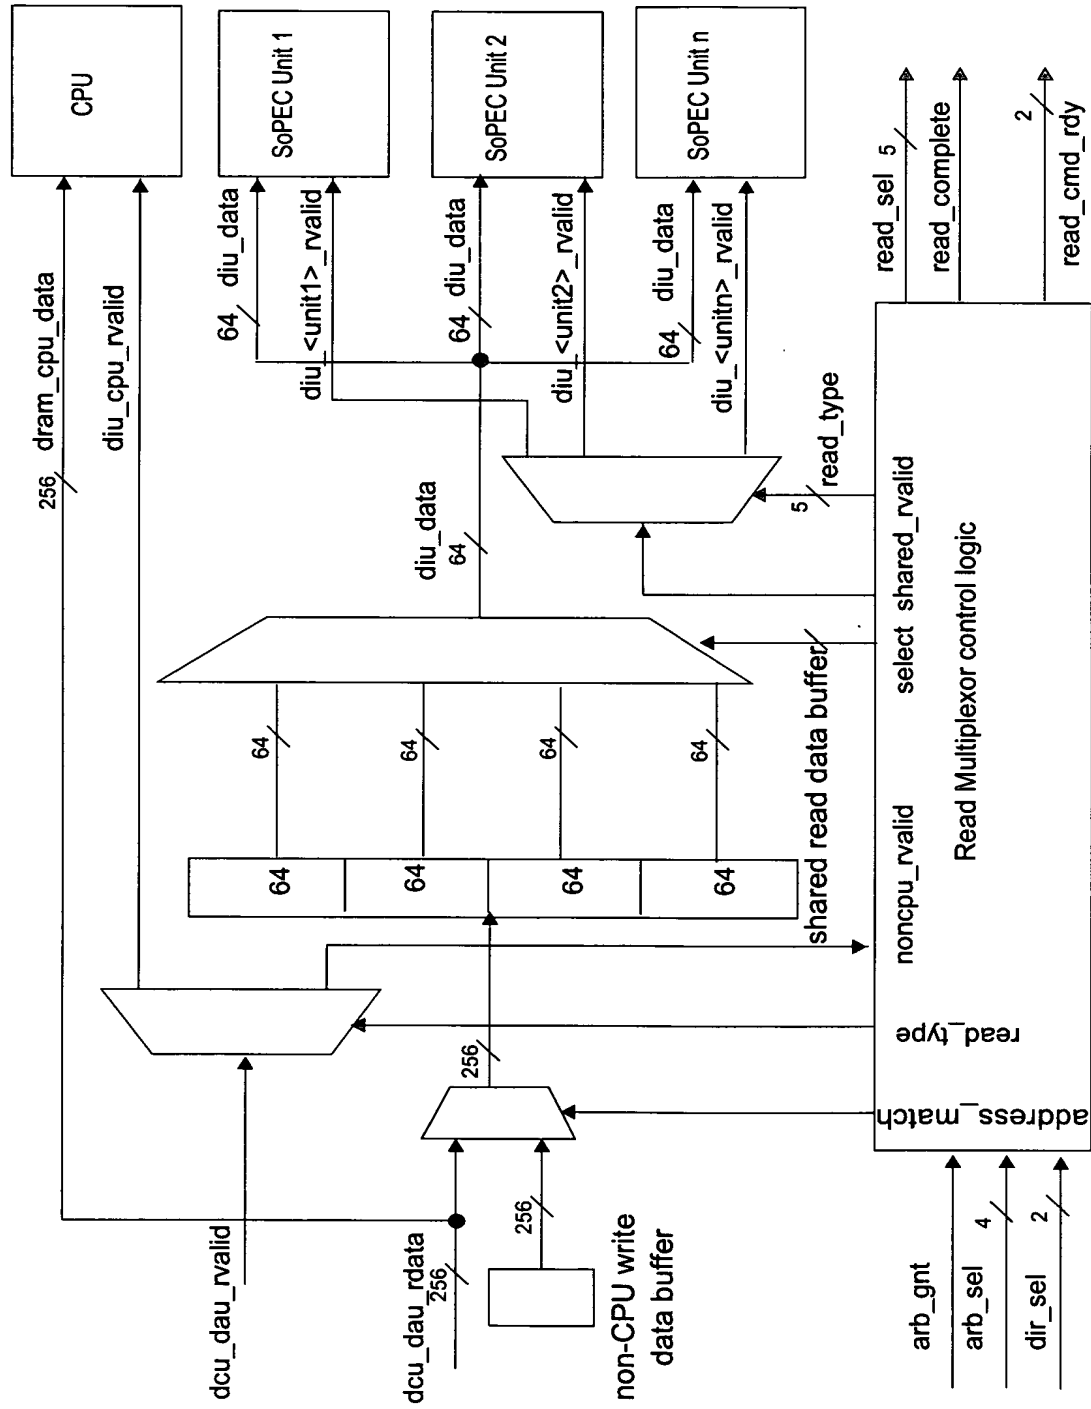 CPU
SoPEC Unit 1
SoPEC Unit 2
SoPEC Unit n
256
dram_cpu_data
diu_cpu_rvalid
64
diu_data
diu_<unit1>_rvalid
64
diu_data
diu_<unit2>_rvalid
64
diu_data
diu_<unitn>_rvalid
diu_data
64
5
read_type
64
64
64
64
64
64
64
64
shared read data buffer
256
dcu_dau_rvalid
dcu_dau_rdata
256
256
non-CPU write
data buffer
address_match
read_type
noncpu_rvalid
select
shared_rvalid
Read Multiplexor control logic
arb_gnt
arb_sel
4
dir_sel
2
read_sel
5
read_complete
2
read_cmd_rdy